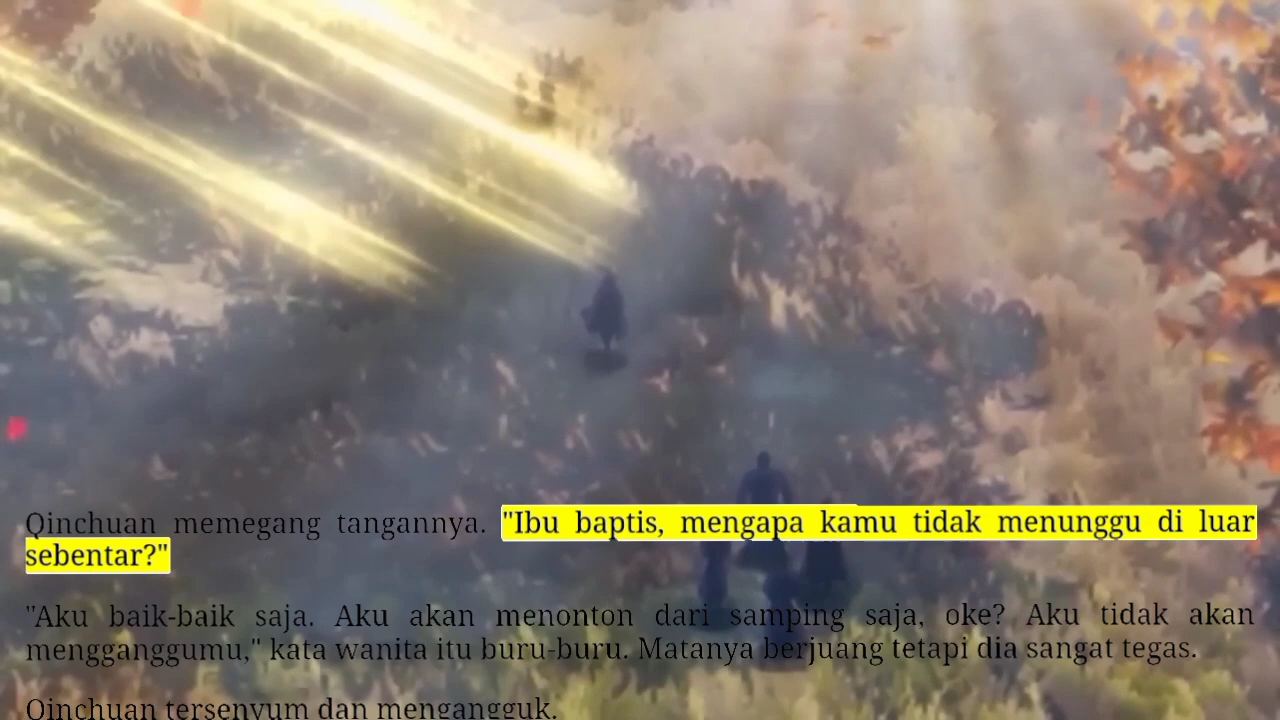 Qinchuan memegang tangannya. "Ibu baptis, mengapa kamu tidak menunggu di luar
sebentar?"
"Aku baik-baik saja. Aku akan menonton dari samping saja, oke? Aku tidak akan
mengganggumu," kata wanita itu buru-buru. Matanya berjuang tetapi dia sangat tegas.
Qinchuan tersenyum dan mengangguk.